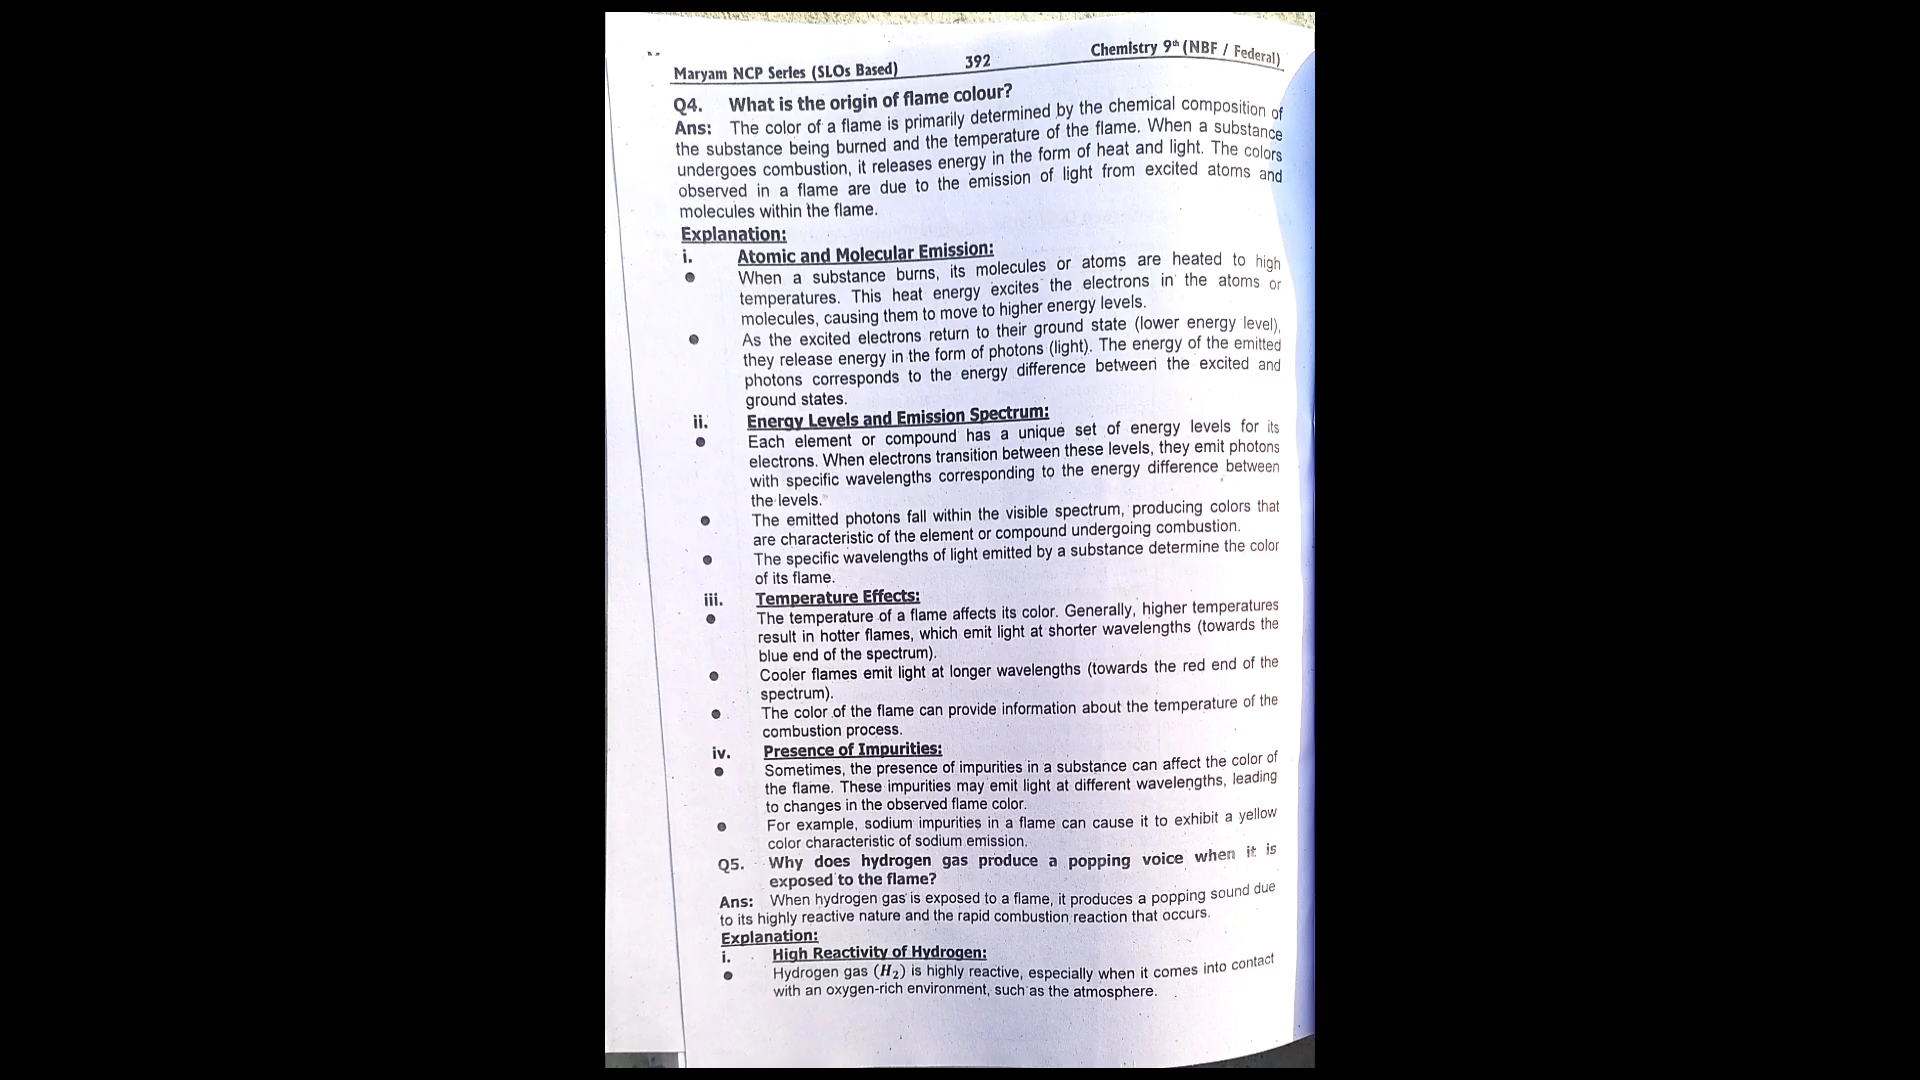 Maryam NCP Series (SLOs Based) 392 Chemistry 9th (NBF / Federal)
Q4. What is the origin of flame colour?
Ans: The color of a flame is primarily determined by the chemical composition of
the substance being burned and the temperature of the flame. When a substance
undergoes combustion, it releases energy in the form of heat and light. The colors
observed in a flame are due to the emission of light from excited atoms and
molecules within the flame.
Explanation:
i. Atomic and Molecular Emission:
● When a substance burns, its molecules or atoms are heated to high
temperatures. This heat energy excites the electrons in the atoms or
molecules, causing them to move to higher energy levels.
● As the excited electrons return to their ground state (lower energy level),
they release energy in the form of photons (light). The energy of the emitted
photons corresponds to the energy difference between the excited and
ground states.
ii. Energy Levels and Emission Spectrum:
● Each element or compound has a unique set of energy levels for its
electrons. When electrons transition between these levels, they emit photons
with specific wavelengths corresponding to the energy difference between
the levels.
● The emitted photons fall within the visible spectrum, producing colors that
are characteristic of the element or compound undergoing combustion.
● The specific wavelengths of light emitted by a substance determine the color
of its flame.
iii. Temperature Effects:
● The temperature of a flame affects its color. Generally, higher temperatures
result in hotter flames, which emit light at shorter wavelengths (towards the
blue end of the spectrum).
● Cooler flames emit light at longer wavelengths (towards the red end of the
spectrum).
● The color of the flame can provide information about the temperature of the
combustion process.
iv. Presence of Impurities:
● Sometimes, the presence of impurities in a substance can affect the color of
the flame. These impurities may emit light at different wavelengths, leading
to changes in the observed flame color.
● For example, sodium impurities in a flame can cause it to exhibit a yellow
color characteristic of sodium emission.
Q5. Why does hydrogen gas produce a popping voice when it is
exposed to the flame?
Ans: When hydrogen gas is exposed to a flame, it produces a popping sound due
to its highly reactive nature and the rapid combustion reaction that occurs.
Explanation:
i. High Reactivity of Hydrogen:
● Hydrogen gas (H₂) is highly reactive, especially when it comes into contact
with an oxygen-rich environment, such as the atmosphere.